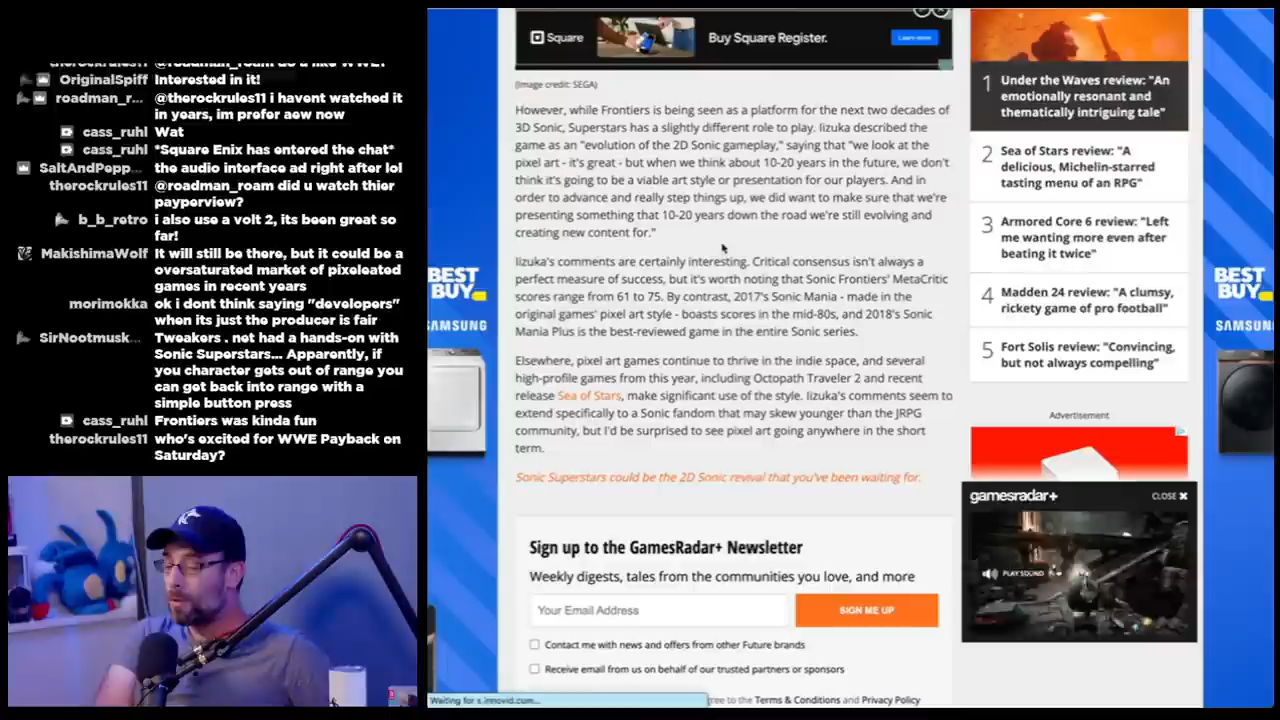 OriginalSpiff Interested in it!
roadman_r... @therockrules11 i havent watched it
in years, im prefer aew now
cass_ruhl Wat
cass_ruhl *Square Enix has entered the chat*
SaltAndPepp... the audio interface ad right after lol
therockrules11 @roadman_roam did u watch thier
payperview?
b_b_retro i also use a volt 2, its been great so
far!
MakishimaWolf It will still be there, but it could be a
oversaturated market of pixeleated
games in recent years
morimokka ok i dont think saying "developers"
when its just the producer is fair
SirNootmusk... Tweakers . net had a hands-on with
Sonic Superstars... Apparently, if
you character gets out of range you
can get back into range with a
simple button press
cass_ruhl Frontiers was kinda fun
therockrules11 who's excited for WWE Payback on
Saturday?
Square
Buy Square Register.
Learn more
(Image credit: SEGA)
However, while Frontiers is being seen as a platform for the next two decades of
3D Sonic, Superstars has a slightly different role to play. Iizuka described the
game as an "evolution of the 2D Sonic gameplay," saying that "we look at the
pixel art - it's great - but when we think about 10-20 years in the future, we don't
think it's going to be a viable art style or presentation for our players. And in
order to advance and really step things up, we did want to make sure that we're
presenting something that 10-20 years down the road we're still evolving and
creating new content for."
Iizuka's comments are certainly interesting. Critical consensus isn't always a
perfect measure of success, but it's worth noting that Sonic Frontiers' MetaCritic
scores range from 61 to 75. By contrast, 2017's Sonic Mania - made in the
original games' pixel art style - boasts scores in the mid-80s, and 2018's Sonic
Mania Plus is the best-reviewed game in the entire Sonic series.
Elsewhere, pixel art games continue to thrive in the indie space, and several
high-profile games from this year, including Octopath Traveler 2 and recent
release Sea of Stars, make significant use of the style. Iizuka's comments seem to
extend specifically to a Sonic fandom that may skew younger than the JRPG
community, but I'd be surprised to see pixel art going anywhere in the short
term.
Sonic Superstars could be the 2D Sonic revival that you've been waiting for.
Sign up to the GamesRadar+ Newsletter
Weekly digests, tales from the communities you love, and more
Your Email Address
SIGN ME UP
Contact me with news and offers from other Future brands
Receive email from us on behalf of our trusted partners or sponsors
gree to the Terms & Conditions and Privacy Policy
Waiting for s.innovid.com...
1 Under the Waves review: "An
emotionally resonant and
thematically intriguing tale"
2 Sea of Stars review: "A
delicious, Michelin-starred
tasting menu of an RPG"
3 Armored Core 6 review: "Left
me wanting more even after
beating it twice"
4 Madden 24 review: "A clumsy,
rickety game of pro football"
5 Fort Solis review: "Convincing,
but not always compelling"
Advertisement
gamesradar+
CLOSE
PLAY SOUND
BEST
BUY
SAMSUNG
BEST
BUY
SAMSUNG